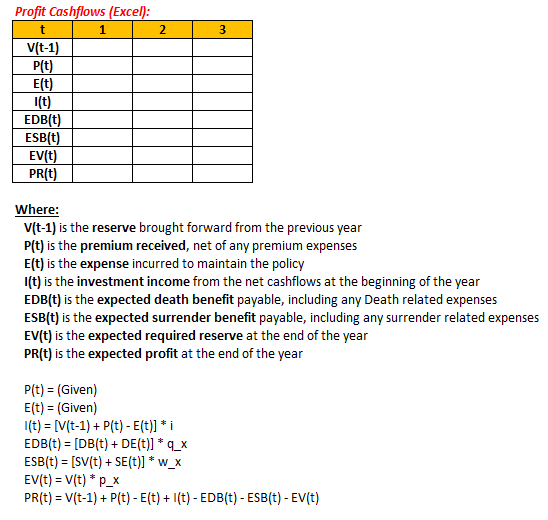 Profit Cashflows (Excel):
t 1 2 3
V(t-1)
P(t)
E(t)
I(t)
EDB(t)
ESB(t)
EV(t)
PR(t)
Where:
V(t-1) is the reserve brought forward from the previous year
P(t) is the premium received, net of any premium expenses
E(t) is the expense incurred to maintain the policy
I(t) is the investment income from the net cashflows at the beginning of the year
EDB(t) is the expected death benefit payable, including any Death related expenses
ESB(t) is the expected surrender benefit payable, including any surrender related expenses
EV(t) is the expected required reserve at the end of the year
PR(t) is the expected profit at the end of the year
P(t) = (Given)
E(t) = (Given)
I(t) = [V(t-1) + P(t) - E(t)] * i
EDB(t) = [DB(t) + DE(t)] * q_x
ESB(t) = [SV(t) + SE(t)] * w_x
EV(t) = V(t) * p_x
PR(t) = V(t-1) + P(t) - E(t) + I(t) - EDB(t) - ESB(t) - EV(t)